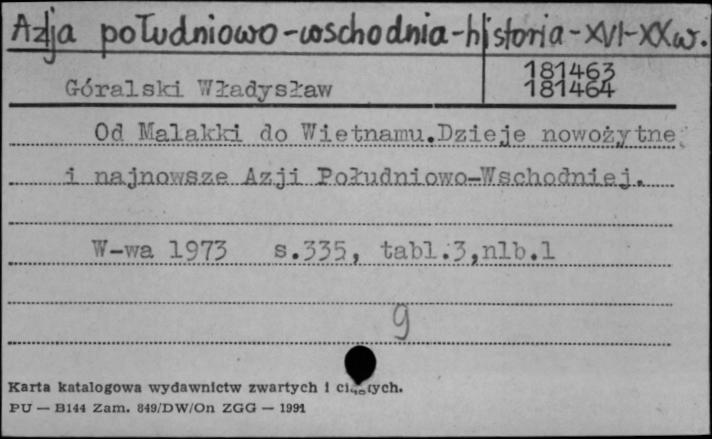 Azja południowo-wschodnia-historia-XVI-XXw.
Góralski Władysław
181463
181464
Od Malakki do Wietnamu.Dzieje nowożytne
i najnowsze Azji Południowo-Wschodniej.
W-wa 1973 s.335, tabl.3,nlb.1
9
Karta katalogowa wydawnictw zwartych i
PU — B144 Zam. 849/DW/On ZGG — 1991